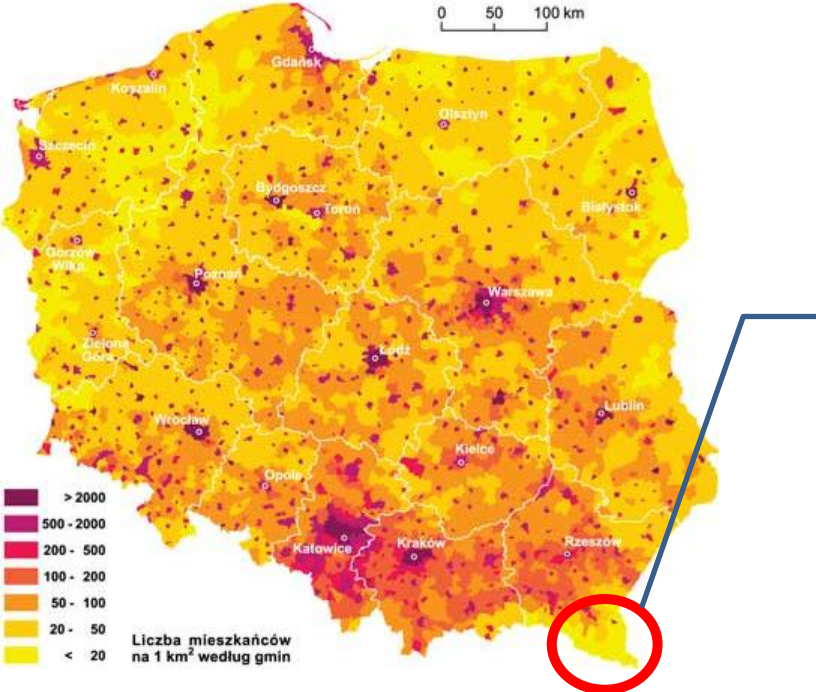 0 50 100 km
Gdańsk
Koszalin
Olsztyn
Szczecin
Bydgoszcz
Toruń
Białystok
Gorzów
Wlkp.
Poznań
Warszawa
Zielona
Góra
Łódź
Wrocław
Lublin
Kielce
Opole
Katowice
Kraków
Rzeszów
> 2000
500 - 2000
200 - 500
100 - 200
50 - 100
20 - 50
< 20
Liczba mieszkańców
na 1 km² według gmin